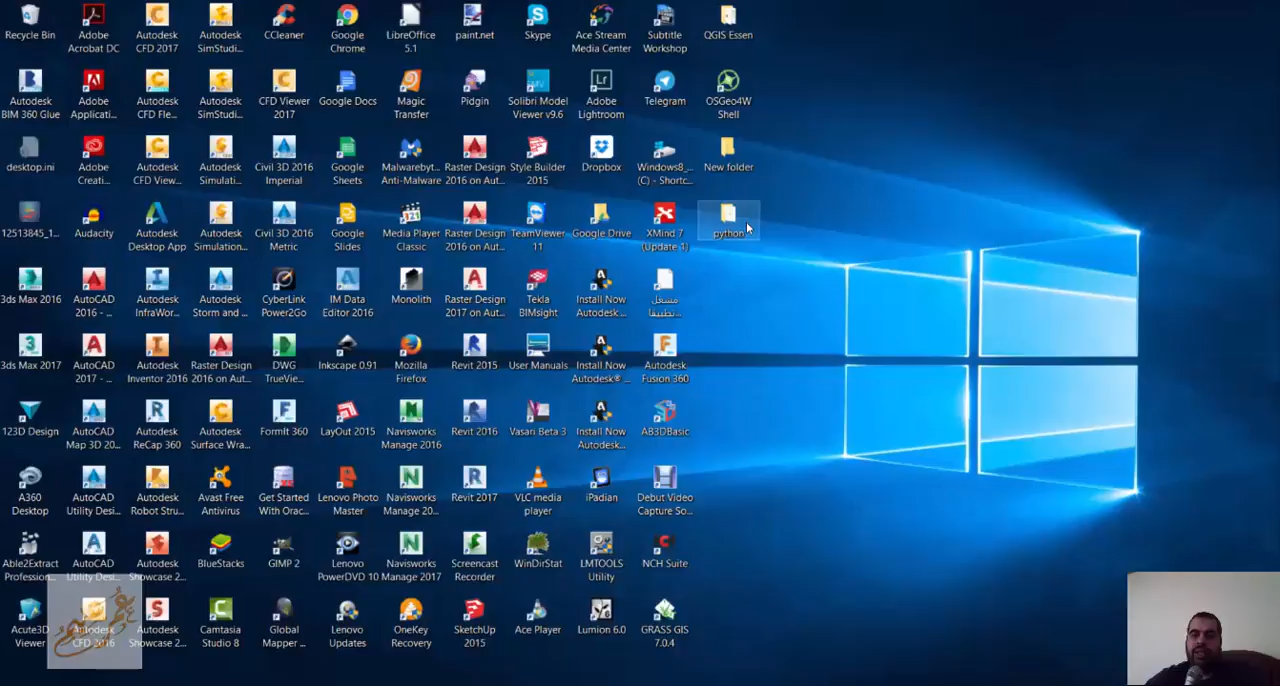 Recycle Bin
Adobe
Acrobat DC
Autodesk
CFD 2017
Autodesk
SimStudi...
CCleaner
Google
Chrome
LibreOffice
5.1
paint.net
Skype
Ace Stream
Media Center
Subtitle
Workshop
QGIS Essen
Autodesk
BIM 360 Glue
Adobe
Applicati...
Autodesk
CFD Fle...
Autodesk
SimStudi...
CFD Viewer
2017
Google Docs
Magic
Transfer
Pidgin
Solibri Model
Viewer v9.6
Adobe
Lightroom
Telegram
OSGeo4W
Shell
desktop.ini
Adobe
Creati...
Autodesk
CFD View...
Autodesk
Simulati...
Civil 3D 2016
Imperial
Google
Sheets
Malwarebyt...
Anti-Malware
Raster Design
2016 on Aut...
Style Builder
2015
Dropbox
Windows8_...
(C) - Shortc...
New folder
12513845_1...
Audacity
Autodesk
Desktop App
Autodesk
Simulation...
Civil 3D 2016
Metric
Google
Slides
Media Player
Classic
Raster Design
2016 on Aut...
TeamViewer
11
Google Drive
XMind 7
(Update 1)
python
3ds Max 2016
AutoCAD
2016 - ...
Autodesk
InfraWor...
Autodesk
Storm and ...
CyberLink
Power2Go
IM Data
Editor 2016
Monolith
Raster Design
2017 on Aut...
Tekla
BIMsight
Install Now
Autodesk...
مشغل
تطبيقا...
3ds Max 2017
AutoCAD
2017 - ...
Autodesk
Inventor 2016
Raster Design
2016 on Aut...
DWG
TrueVie...
Inkscape 0.91
Mozilla
Firefox
Revit 2015
User Manuals
Install Now
Autodesk® ...
Autodesk
Fusion 360
123D Design
AutoCAD
Map 3D 20...
Autodesk
ReCap 360
Autodesk
Surface Wra...
FormIt 360
LayOut 2015
Navisworks
Manage 2016
Revit 2016
Vasari Beta 3
Install Now
Autodesk...
AB3DBasic
A360
Desktop
AutoCAD
Utility Desi...
Autodesk
Robot Stru...
Avast Free
Antivirus
Get Started
With Orac...
Lenovo Photo
Master
Navisworks
Manage 20...
Revit 2017
VLC media
player
iPadian
Debut Video
Capture So...
Able2Extract
Profession...
AutoCAD
Utility Desi...
Autodesk
Showcase 2...
BlueStacks
GIMP 2
Lenovo
PowerDVD 10
Navisworks
Manage 2017
Screencast
Recorder
WinDirStat
LMTOOLS
Utility
NCH Suite
Acute3D
Viewer
Autodesk
CFD 2016
Autodesk
Showcase 2...
Camtasia
Studio 8
Global
Mapper ...
Lenovo
Updates
OneKey
Recovery
SketchUp
2015
Ace Player
Lumion 6.0
GRASS GIS
7.0.4